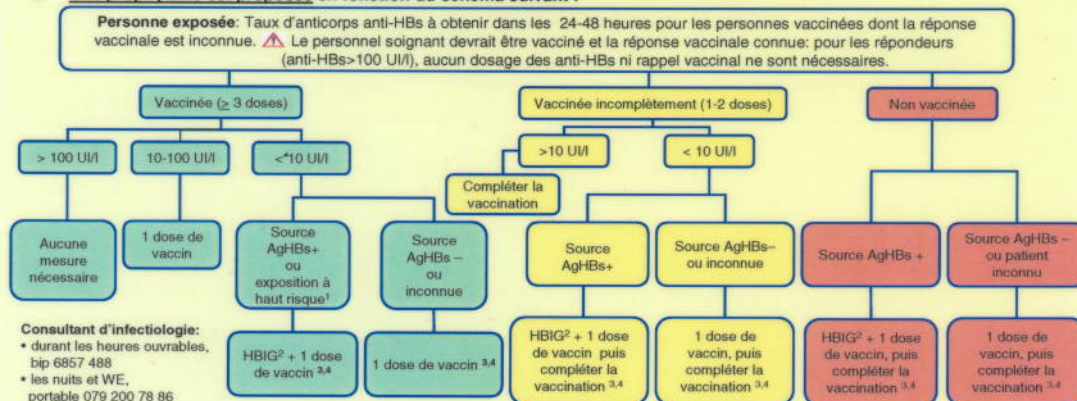 Personne exposée: Taux d'anticorps anti-HBs à obtenir dans les 24-48 heures pour les personnes vaccinées dont la réponse
vaccinale est inconnue. Le personnel soignant devrait être vacciné et la réponse vaccinale connue: pour les répondeurs
(anti-HBs>100 UI/l), aucun dosage des anti-HBs ni rappel vaccinal ne sont nécessaires.
Vaccinée (≥ 3 doses)
Vaccinée incomplètement (1-2 doses)
Non vaccinée
> 100 UI/l
10-100 UI/l
<⁴10 UI/l
>10 UI/l
< 10 UI/l
Compléter la
vaccination
Aucune
mesure
nécessaire
1 dose de
vaccin
Source
AgHBs+
ou
exposition à
haut risque¹
Source
AgHBs –
ou
inconnue
Source
AgHBs+
Source AgHBs–
ou inconnue
Source AgHBs +
Source AgHBs –
ou patient
inconnu
HBIG² + 1 dose
de vaccin ³,⁴
1 dose de vaccin ³,⁴
HBIG² + 1 dose
de vaccin puis
compléter la
vaccination ³,⁴
1 dose de
vaccin, puis
compléter la
vaccination ³,⁴
HBIG² + 1 dose
de vaccin, puis
compléter la
vaccination ³,⁴
1 dose de
vaccin, puis
compléter la
vaccination ³,⁴
Consultant d'infectiologie:
• durant les heures ouvrables,
bip 6857 488
• les nuits et WE,
portable 079 200 78 86